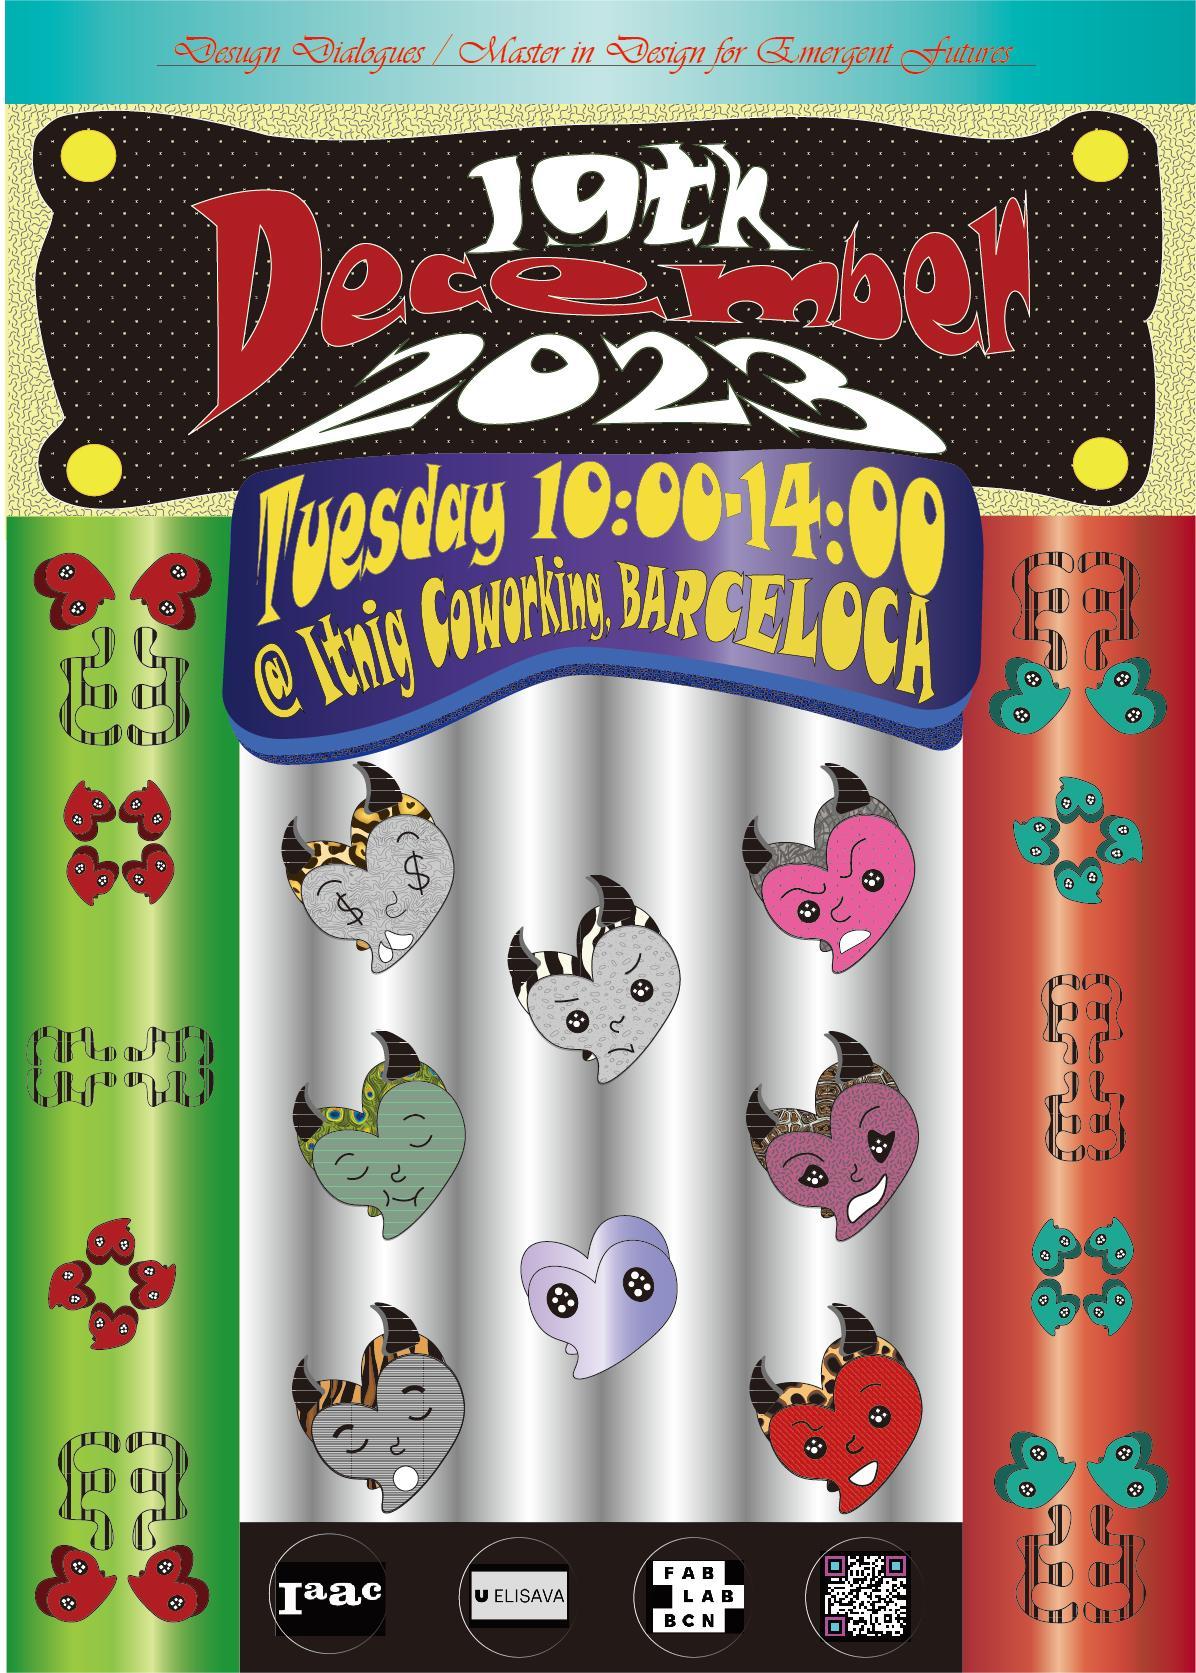 Desugn Dialogues / Master in Design for Emergent Futures
19th
December
2023
Tuesday 10:00-14:00
@ Itnig Coworking, BARCELOCA
$ $
Iaac
U ELISAVA
FAB
LAB
BCN